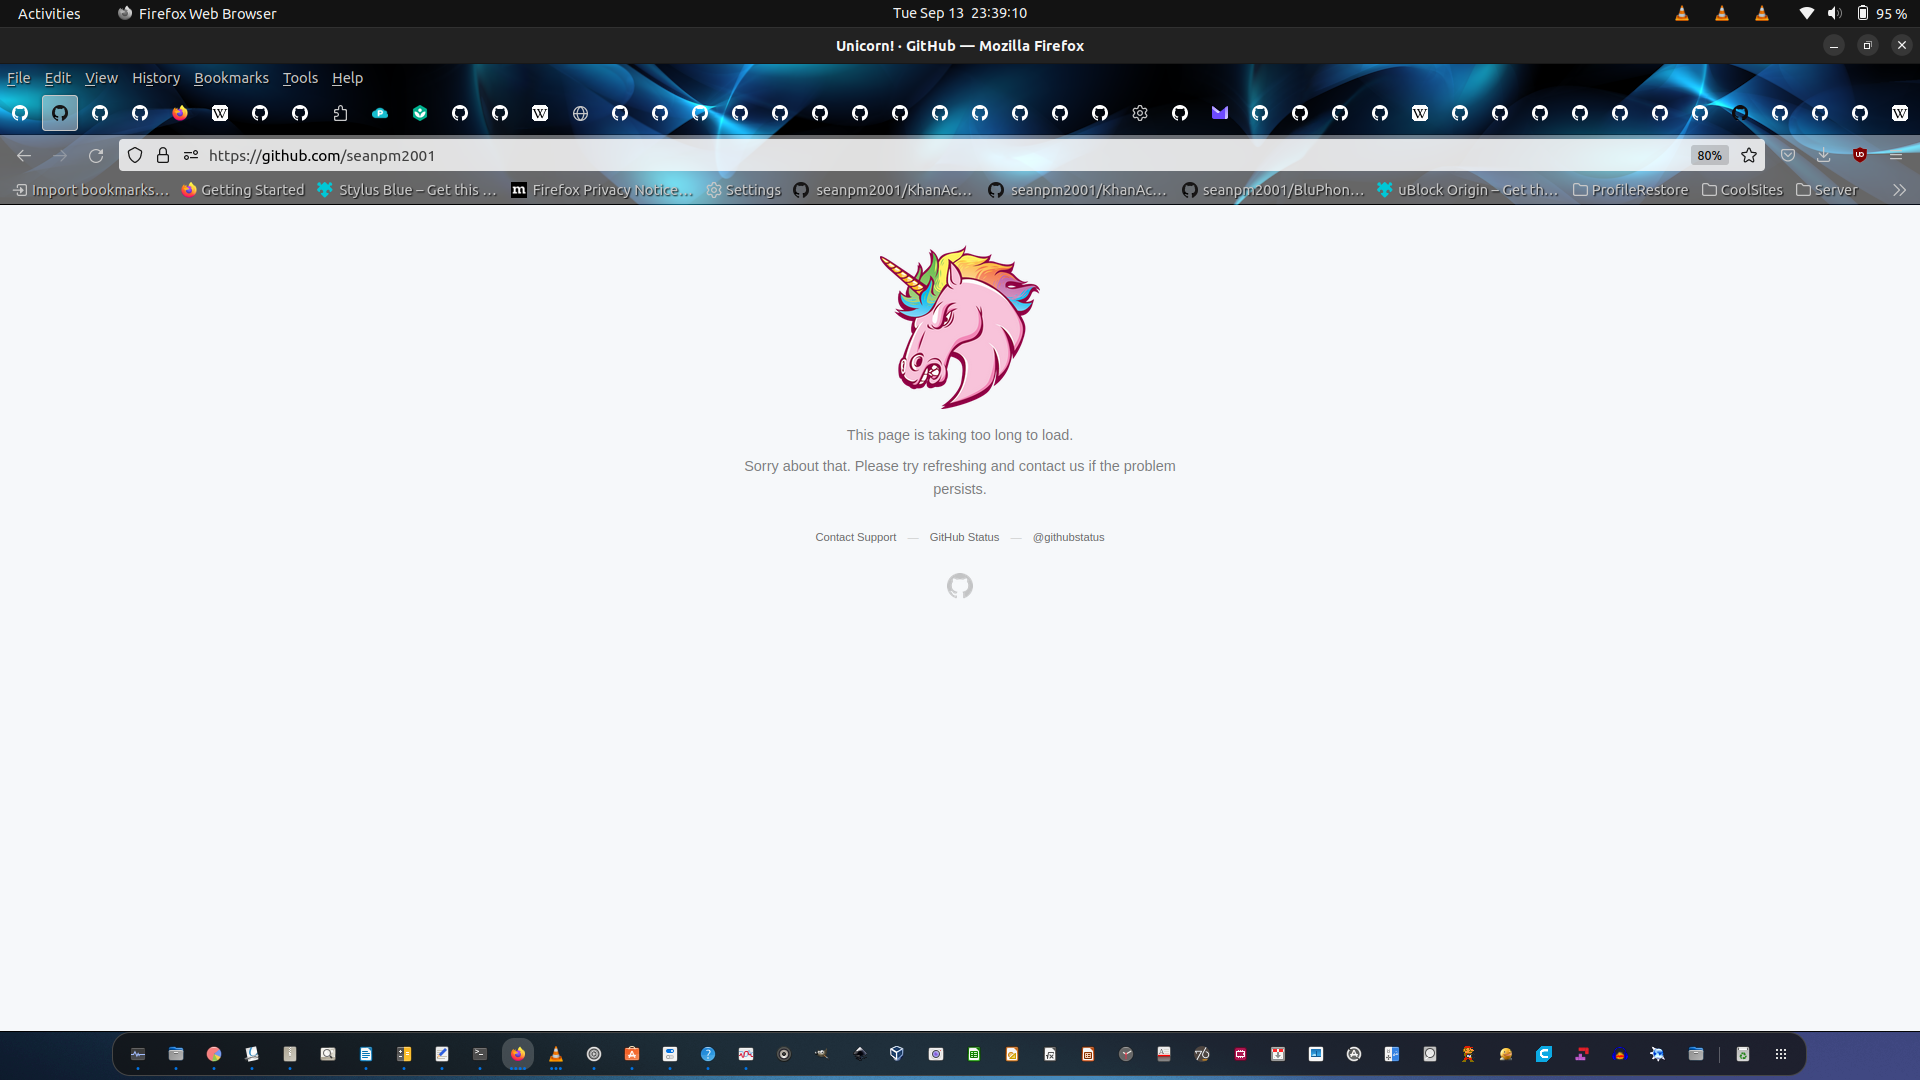 Activities
Firefox Web Browser
Tue Sep 13 23:39:10
95 %
Unicorn! · GitHub — Mozilla Firefox
File Edit View History Bookmarks Tools Help
https://github.com/seanpm2001
80%
Import bookmarks…
Getting Started
Stylus Blue – Get this …
Firefox Privacy Notice…
Settings
seanpm2001/KhanAc…
seanpm2001/KhanAc…
seanpm2001/BluPhon…
uBlock Origin – Get th…
ProfileRestore
CoolSites
Server
This page is taking too long to load.
Sorry about that. Please try refreshing and contact us if the problem
persists.
Contact Support — GitHub Status — @githubstatus